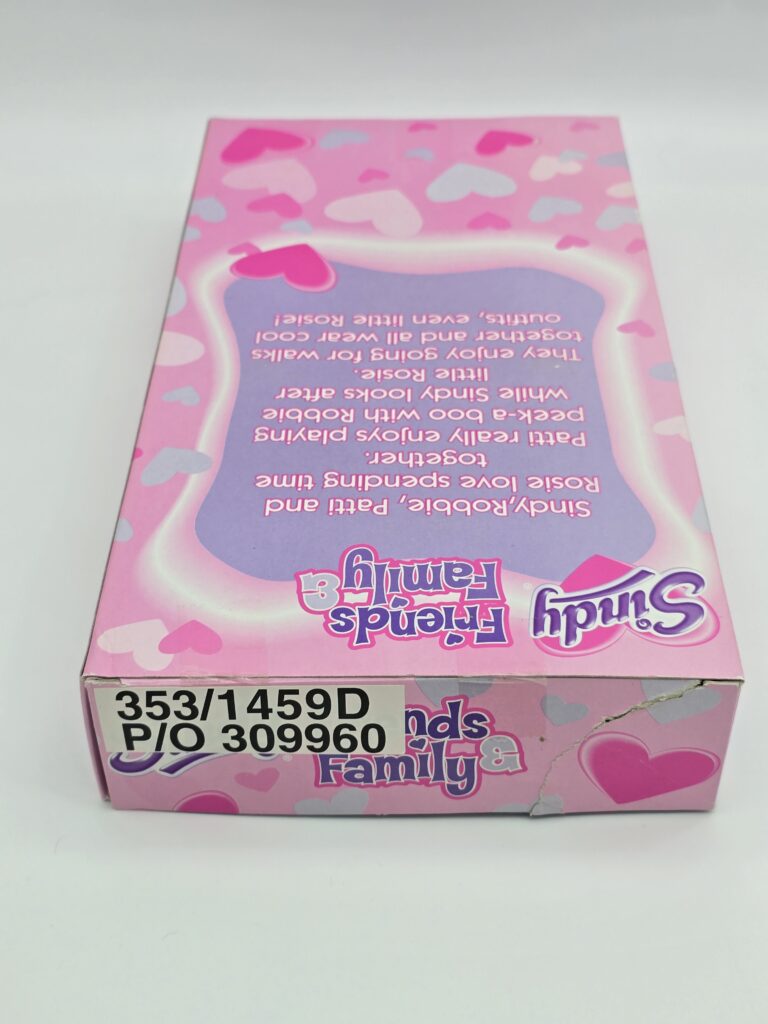 Sindy
Friends
& Family
Sindy,Robbie, Patti and
Rosie love spending time
together.
Patti really enjoys playing
peek-a boo with Robbie
while Sindy looks after
little Rosie.
They enjoy going for walks
together and all wear cool
outfits, even little Rosie!
353/1459D
P/O 309960
nds
Family &